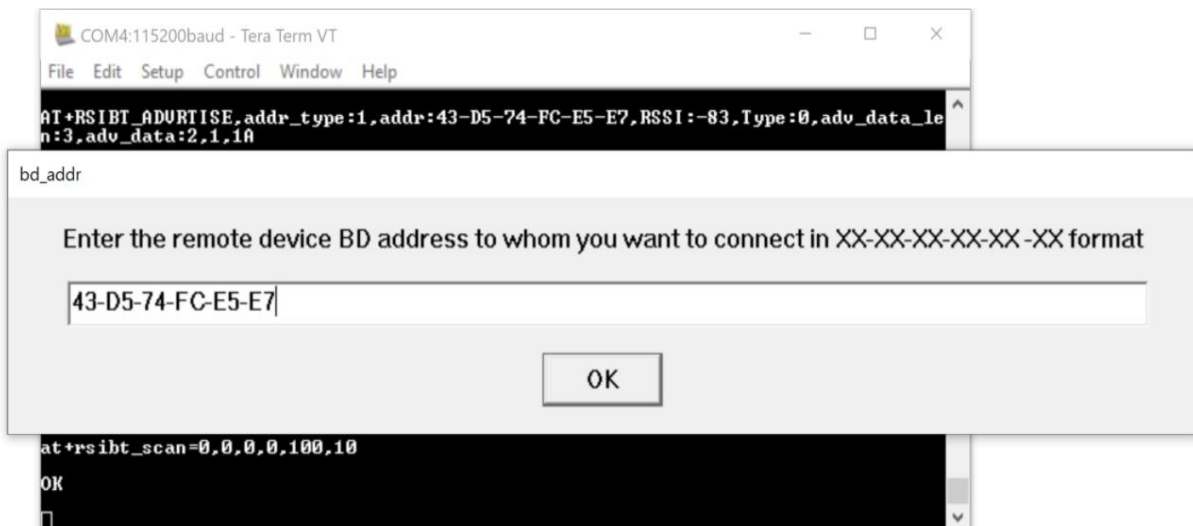 COM4:115200baud - Tera Term VT
File Edit Setup Control Window Help
AT+RSIBT_ADVRTISE,addr_type:1,addr:43-D5-74-FC-E5-E7,RSSI:-83,Type:0,adv_data_le
n:3,adv_data:2,1,1A
bd_addr
Enter the remote device BD address to whom you want to connect in XX-XX-XX-XX-XX -XX format
43-D5-74-FC-E5-E7
OK
at+rsibt_scan=0,0,0,0,100,10
OK